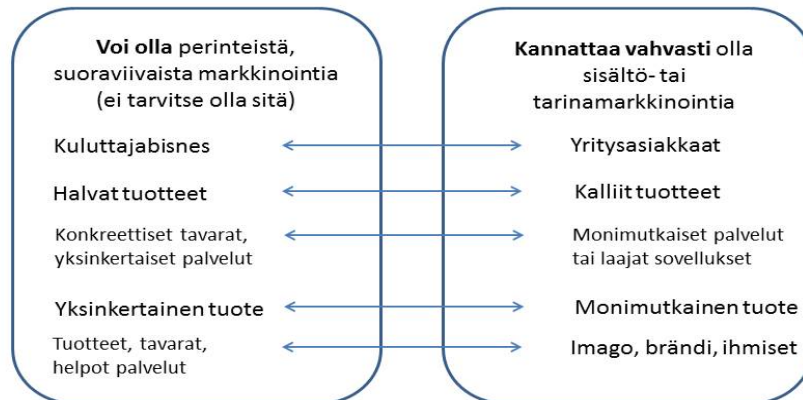 Voi olla perinteistä,
suoraviivaista markkinointia
(ei tarvitse olla sitä)
Kuluttajabisnes
Halvat tuotteet
Konkreettiset tavarat,
yksinkertaiset palvelut
Yksinkertainen tuote
Tuotteet, tavarat,
helpot palvelut
Kannattaa vahvasti olla
sisältö- tai
tarinamarkkinointia
Yritysasiakkaat
Kalliit tuotteet
Monimutkaiset palvelut
tai laajat sovellukset
Monimutkainen tuote
Imago, brändi, ihmiset